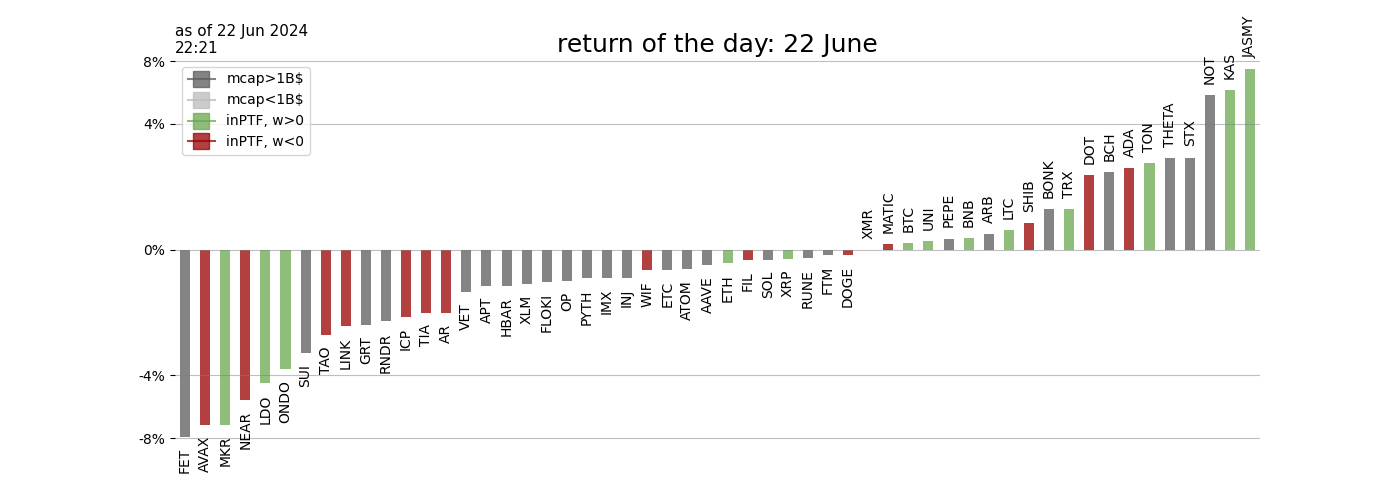 as of 22 Jun 2024
22:21
return of the day: 22 June
8%
4%
0%
-4%
-8%
mcap>1B$
mcap<1B$
inPTF, w>0
inPTF, w<0
FET
AVAX
MKR
NEAR
LDO
ONDO
SUI
TAO
LINK
GRT
RNDR
ICP
TIA
AR
VET
APT
HBAR
XLM
FLOKI
OP
PYTH
IMX
INJ
WIF
ETC
ATOM
AAVE
ETH
FIL
SOL
XRP
RUNE
FTM
DOGE
XMR
MATIC
BTC
UNI
PEPE
BNB
ARB
LTC
SHIB
BONK
TRX
DOT
BCH
ADA
TON
THETA
STX
NOT
KAS
JASMY